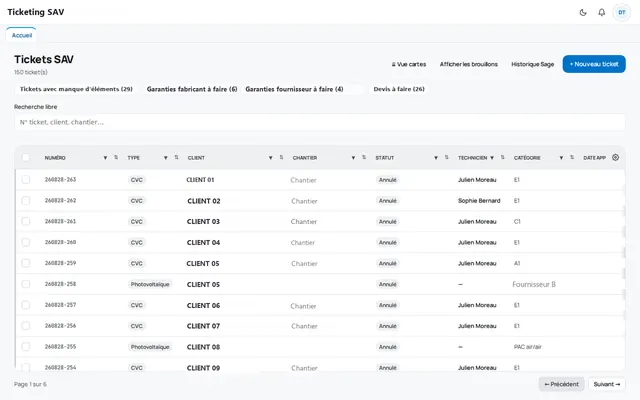 Ticketing SAV
DT
Accueil
Tickets SAV
150 ticket(s)
Vue cartes
Afficher les brouillons
Historique Sage
+ Nouveau ticket
Tickets avec manque d'éléments (29)
Garanties fabricant à faire (6)
Garanties fournisseur à faire (4)
Devis à faire (26)
Recherche libre
N° ticket, client, chantier...
NUMÉRO TYPE CLIENT CHANTIER STATUT TECHNICIEN CATÉGORIE DATE APP
260828-263 CVC CLIENT 01 Chantier Annulé Julien Moreau E1
260828-262 CVC CLIENT 02 Annulé Sophie Bernard E1
260828-261 CVC CLIENT 03 Chantier Annulé Julien Moreau C1
260828-260 CVC CLIENT 04 Chantier Annulé Julien Moreau E1
260828-259 CVC CLIENT 05 Chantier Annulé Julien Moreau A1
260828-258 Photovoltaïque CLIENT 05 Annulé — Fournisseur B
260828-257 CVC CLIENT 06 Chantier Annulé Julien Moreau E1
260828-256 CVC CLIENT 07 Chantier Annulé Julien Moreau E1
260828-255 Photovoltaïque CLIENT 08 Annulé — PAC air/air
260828-254 CVC CLIENT 09 Chantier Annulé Julien Moreau E1
Page 1 sur 6
← Précédent
Suivant →